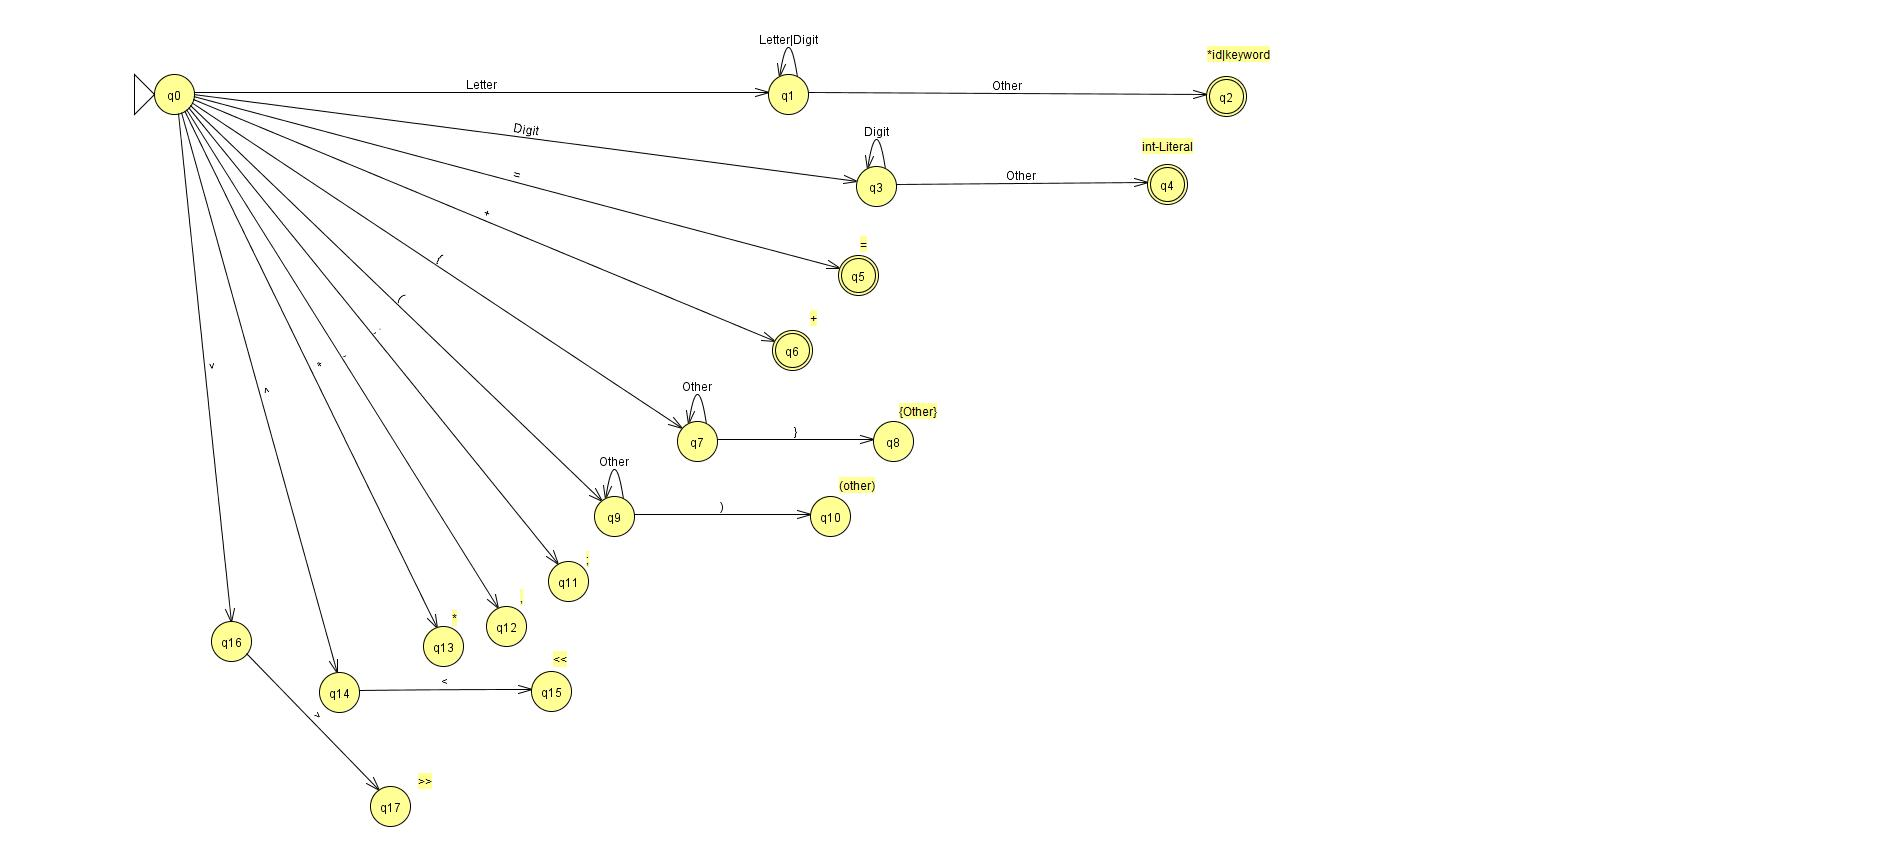 Letter|Digit
*id|keyword
q0
Letter
q1
Other
q2
Digit
Digit
int-Literal
q3
Other
q4
=
=
q5
+
+
q6
{
Other
{Other}
q7
}
q8
(
Other
(other)
q9
)
q10
;
;
q11
,
,
q12
*
*
q13
<
<<
q14
<
q15
>
q16
>
>>
q17